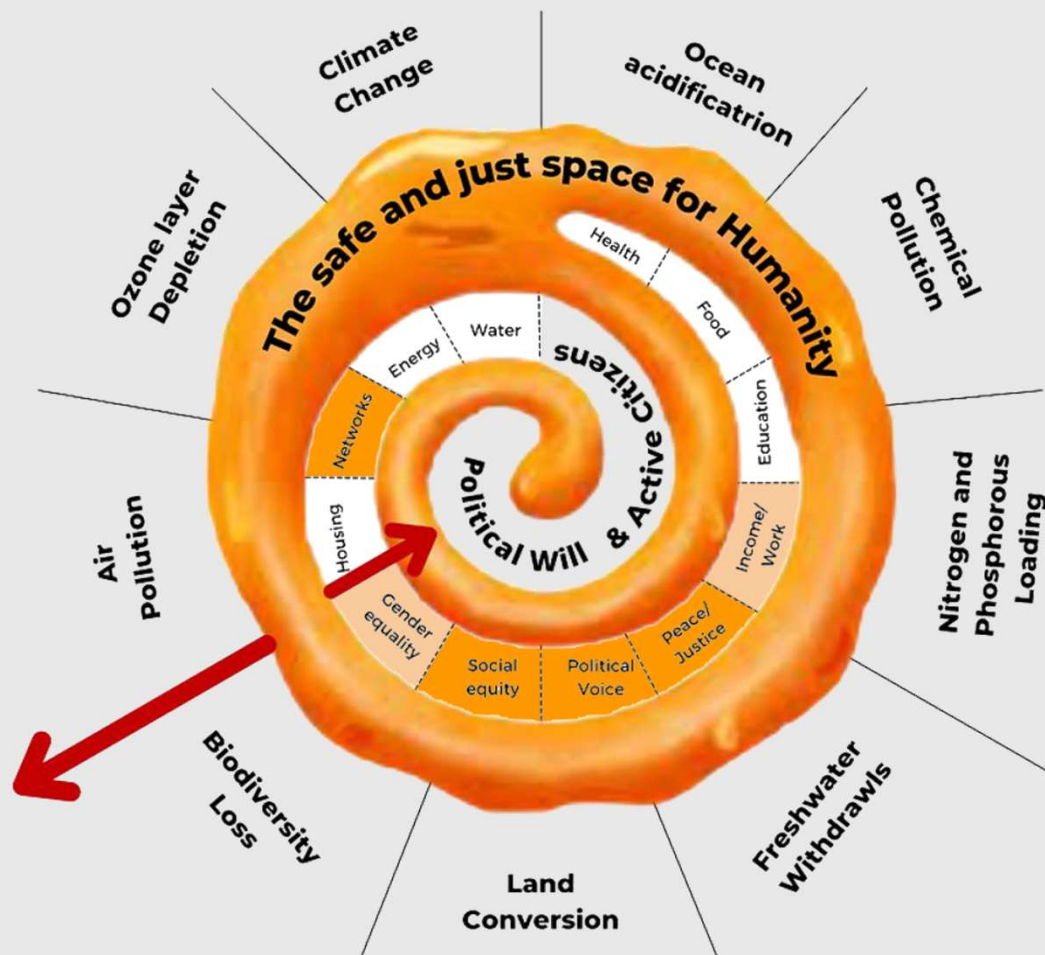 Climate
Change
Ocean
acidificatrion
Chemical
Pollution
Nitrogen and
Phosphorous
Loading
Freshwater
Withdrawls
Land
Conversion
Biodiversity
Loss
Air
Pollution
Ozone layer
Depletion
The safe and just space for Humanity
Health
Food
Education
Income/
Work
Peace/
Justice
Political
Voice
Social
equity
Gender
equality
Housing
Networks
Energy
Water
Political Will & Active Citizens